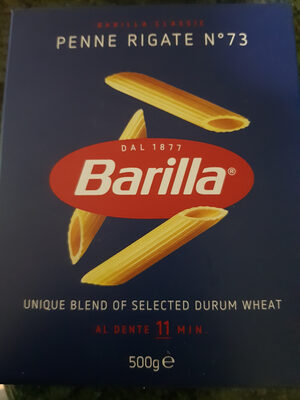 BARILLA CLASSIC
PENNE RIGATE N°73
DAL 1877
Barilla®
UNIQUE BLEND OF SELECTED DURUM WHEAT
AL DENTE 11 MIN.
500g ℮